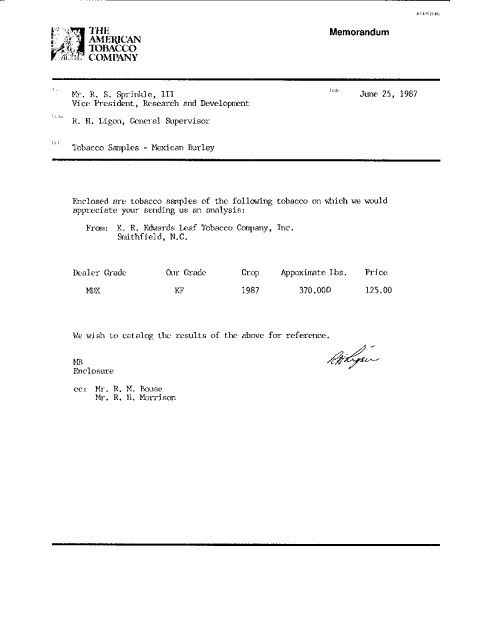 THE
AMERICAN
TOBACCO
COMPANY
Memorandum
Mr. R. S. Sprinkle, III
Vice President, Research and Development
Date June 25, 1987
R. H. Ligon, General Supervisor
Tobacco Samples - Mexican Burley
Enclosed are tobacco samples of the following tobacco on which we would
appreciate your sending us an analysis:
From: K. R. Edwards Leaf Tobacco Company, Inc.
Smithfield, N.C.
Dealer Grade Our Grade Crop Appoximate lbs. Price
KF 1987 370.000 125.00
We wish to catalog the results of the above for reference.
RHLigon
MB
Enclosure
cc: Mr. R. M. Bouse
Mr. R. N. Morrison